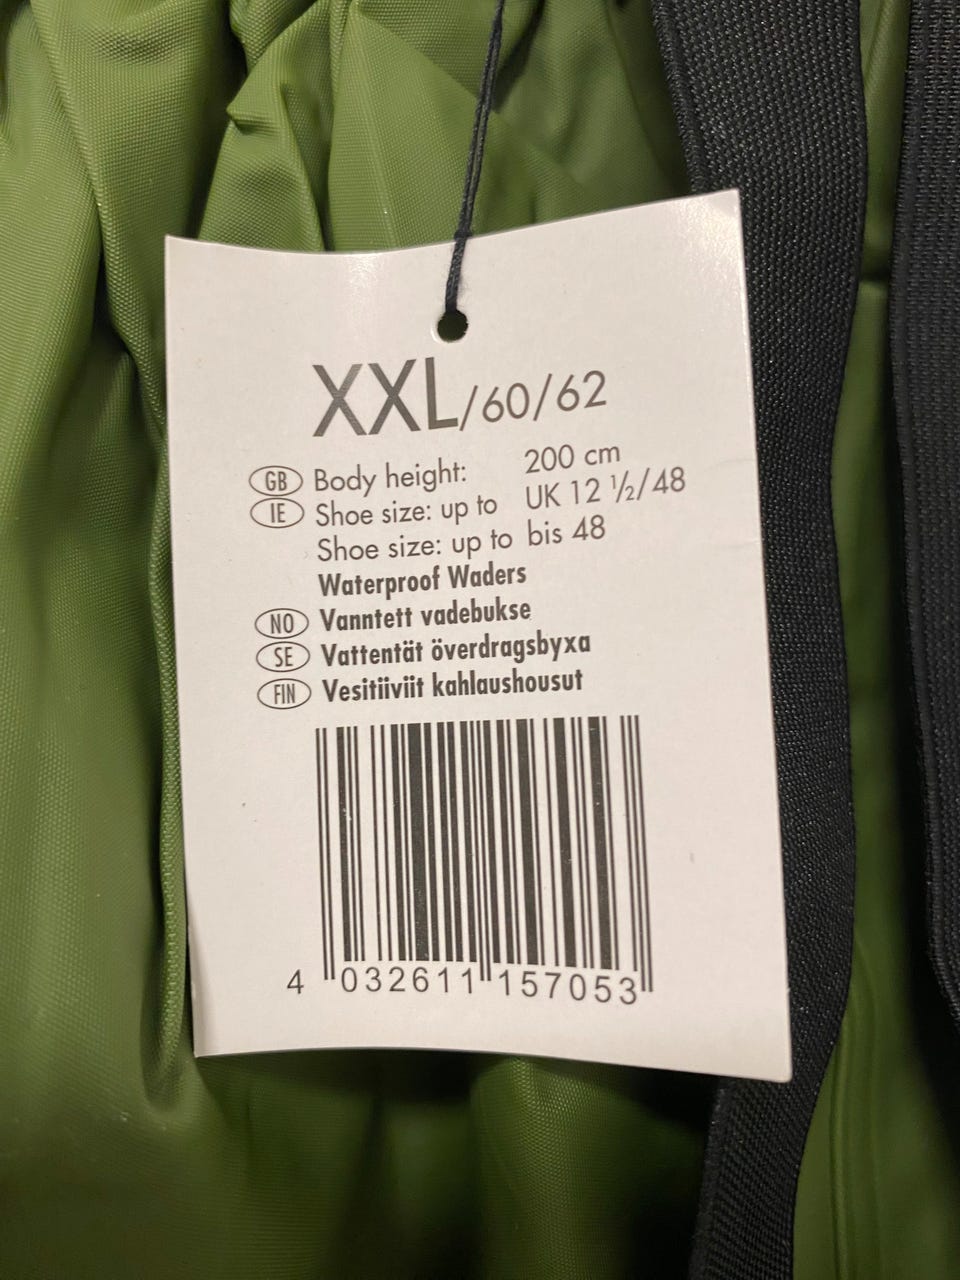 XXL/60/62
GB Body height: 200 cm
IE Shoe size: up to UK 12 ½/48
Shoe size: up to bis 48
Waterproof Waders
NO Vanntett vadebukse
SE Vattentät överdragsbyxa
FIN Vesitiiviit kahlaushousut
4 032611 157053